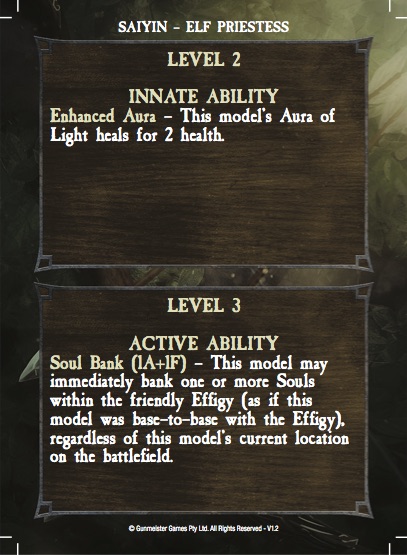 SAIYIN – ELF PRIESTESS
LEVEL 2
INNATE ABILITY
Enhanced Aura – This model's Aura of
Light heals for 2 health.
LEVEL 3
ACTIVE ABILITY
Soul Bank (1A+1F) – This model may
immediately bank one or more Souls
within the friendly Effigy (as if this
model was base-to-base with the Effigy),
regardless of this model's current location
on the battlefield.
© Gunmeister Games Pty Ltd. All Rights Reserved - V1.2